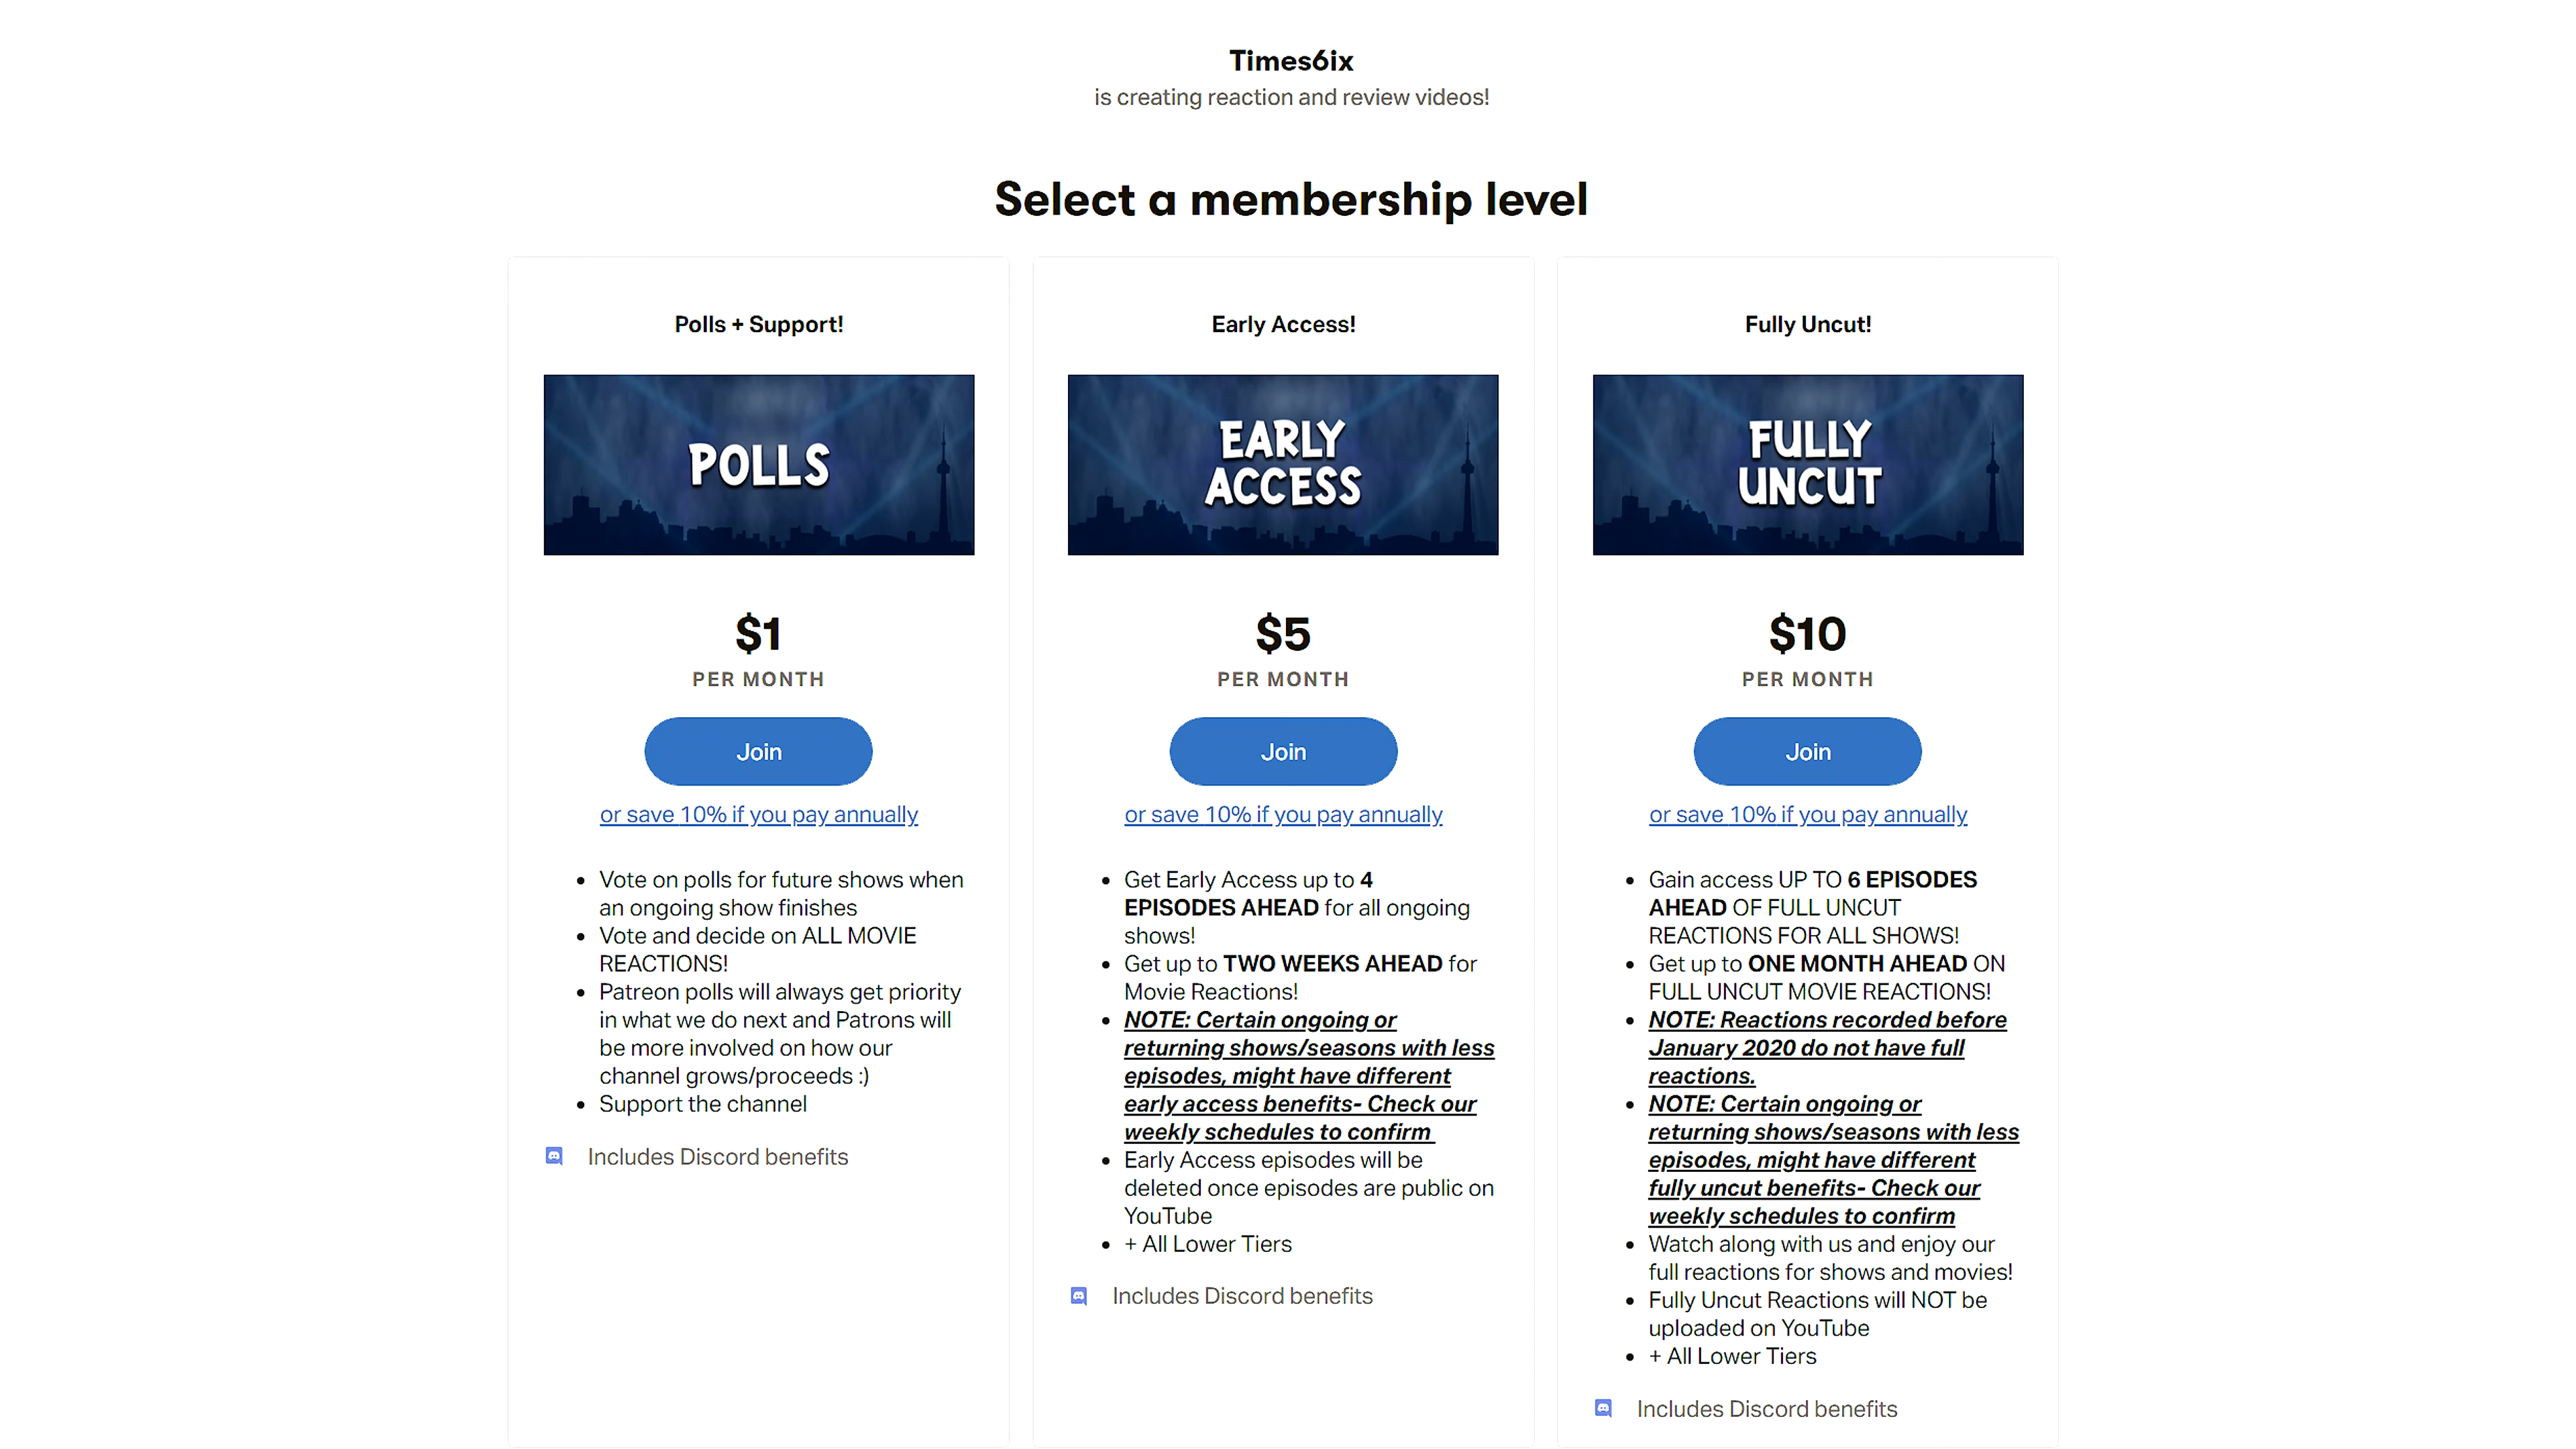 Times6ix
is creating reaction and review videos!
Select a membership level
Polls + Support!
POLLS
$1
PER MONTH
Join
or save 10% if you pay annually
Vote on polls for future shows when
an ongoing show finishes
Vote and decide on ALL MOVIE
REACTIONS!
Patreon polls will always get priority
in what we do next and Patrons will
be more involved on how our
channel grows/proceeds :)
Support the channel
Includes Discord benefits
Early Access!
EARLY
ACCESS
$5
PER MONTH
Join
or save 10% if you pay annually
Get Early Access up to 4
EPISODES AHEAD for all ongoing
shows!
Get up to TWO WEEKS AHEAD for
Movie Reactions!
NOTE: Certain ongoing or
returning shows/seasons with less
episodes, might have different
early access benefits- Check our
weekly schedules to confirm
Early Access episodes will be
deleted once episodes are public on
YouTube
+ All Lower Tiers
Includes Discord benefits
Fully Uncut!
FULLY
UNCUT
$10
PER MONTH
Join
or save 10% if you pay annually
Gain access UP TO 6 EPISODES
AHEAD OF FULL UNCUT
REACTIONS FOR ALL SHOWS!
Get up to ONE MONTH AHEAD ON
FULL UNCUT MOVIE REACTIONS!
NOTE: Reactions recorded before
January 2020 do not have full
reactions.
NOTE: Certain ongoing or
returning shows/seasons with less
episodes, might have different
fully uncut benefits- Check our
weekly schedules to confirm
Watch along with us and enjoy our
full reactions for shows and movies!
Fully Uncut Reactions will NOT be
uploaded on YouTube
+ All Lower Tiers
Includes Discord benefits